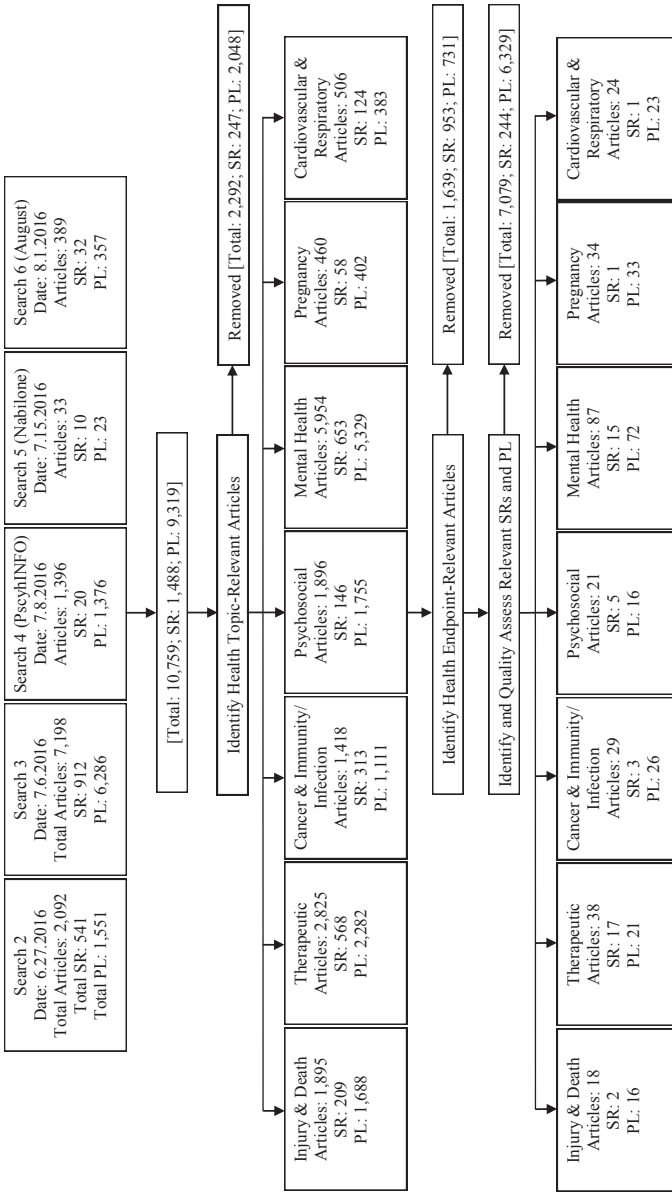 Search 2
Date: 6.27.2016
Total Articles: 2,092
Total SR: 541
Total PL: 1,551
Search 3
Date: 7.6.2016
Total Articles: 7,198
SR: 912
PL: 6,286
Search 4 (PscyhINFO)
Date: 7.8.2016
Articles: 1,396
SR: 20
PL: 1,376
Search 5 (Nabilone)
Date: 7.15.2016
Articles: 33
SR: 10
PL: 23
Search 6 (August)
Date: 8.1.2016
Articles: 389
SR: 32
PL: 357
[Total: 10,759; SR: 1,488; PL: 9,319]
Identify Health Topic-Relevant Articles
Removed [Total: 2,292; SR: 247; PL: 2,048]
Injury & Death
Articles: 1,895
SR: 209
PL: 1,688
Therapeutic
Articles: 2,825
SR: 568
PL: 2,282
Cancer & Immunity/
Infection
Articles: 1,418
SR: 313
PL: 1,111
Psychosocial
Articles: 1,896
SR: 146
PL: 1,755
Mental Health
Articles: 5,954
SR: 653
PL: 5,329
Pregnancy
Articles: 460
SR: 58
PL: 402
Cardiovascular &
Respiratory
Articles: 506
SR: 124
PL: 383
Identify Health Endpoint-Relevant Articles
Removed [Total: 1,639; SR: 953; PL: 731]
Identify and Quality Assess Relevant SRs and PL
Removed [Total: 7,079; SR: 244; PL: 6,329]
Injury & Death
Articles: 18
SR: 2
PL: 16
Therapeutic
Articles: 38
SR: 17
PL: 21
Cancer & Immunity/
Infection
Articles: 29
SR: 3
PL: 26
Psychosocial
Articles: 21
SR: 5
PL: 16
Mental Health
Articles: 87
SR: 15
PL: 72
Pregnancy
Articles: 34
SR: 1
PL: 33
Cardiovascular &
Respiratory
Articles: 24
SR: 1
PL: 23